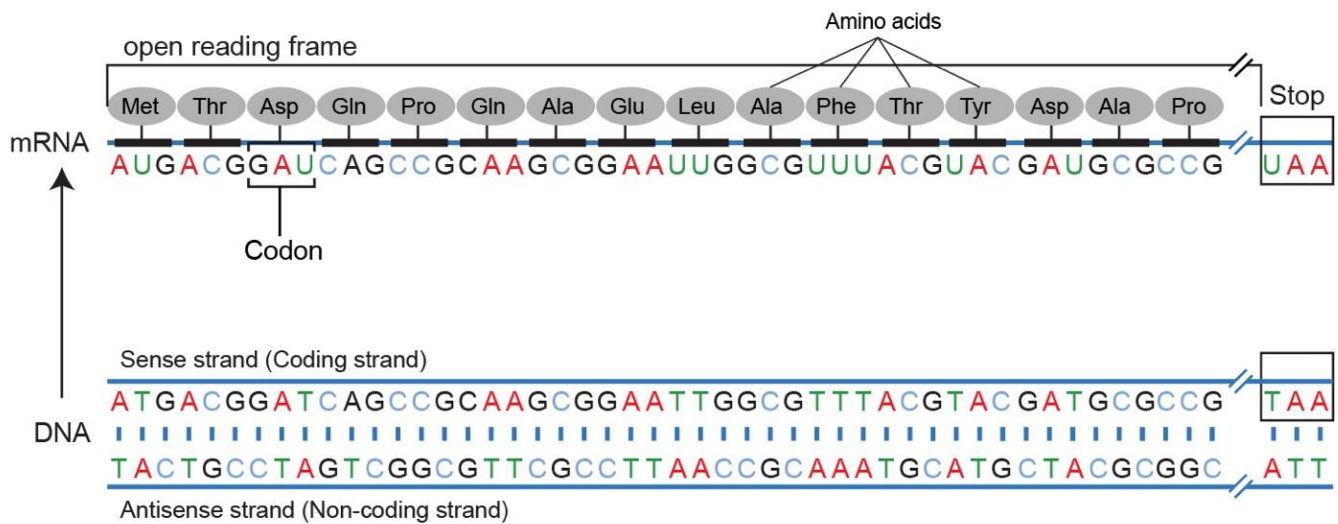 Amino acids
open reading frame
Met Thr Asp Gln Pro Gln Ala Glu Leu Ala Phe Thr Tyr Asp Ala Pro Stop
mRNA
AUGACGGAUCAGCCGCAAGCGGAAUUGGCGUUUACGUACGAUGCGCCG UAA
Codon
Sense strand (Coding strand)
ATGACGGATCAGCCGCAAGCGGAATTGGCGTTTACGTACGATGCGCCG TAA
DNA
TACTGCCTAGTCGGCGTTCGCCTTAACCGCAAATGCATGCTACGCGGC ATT
Antisense strand (Non-coding strand)